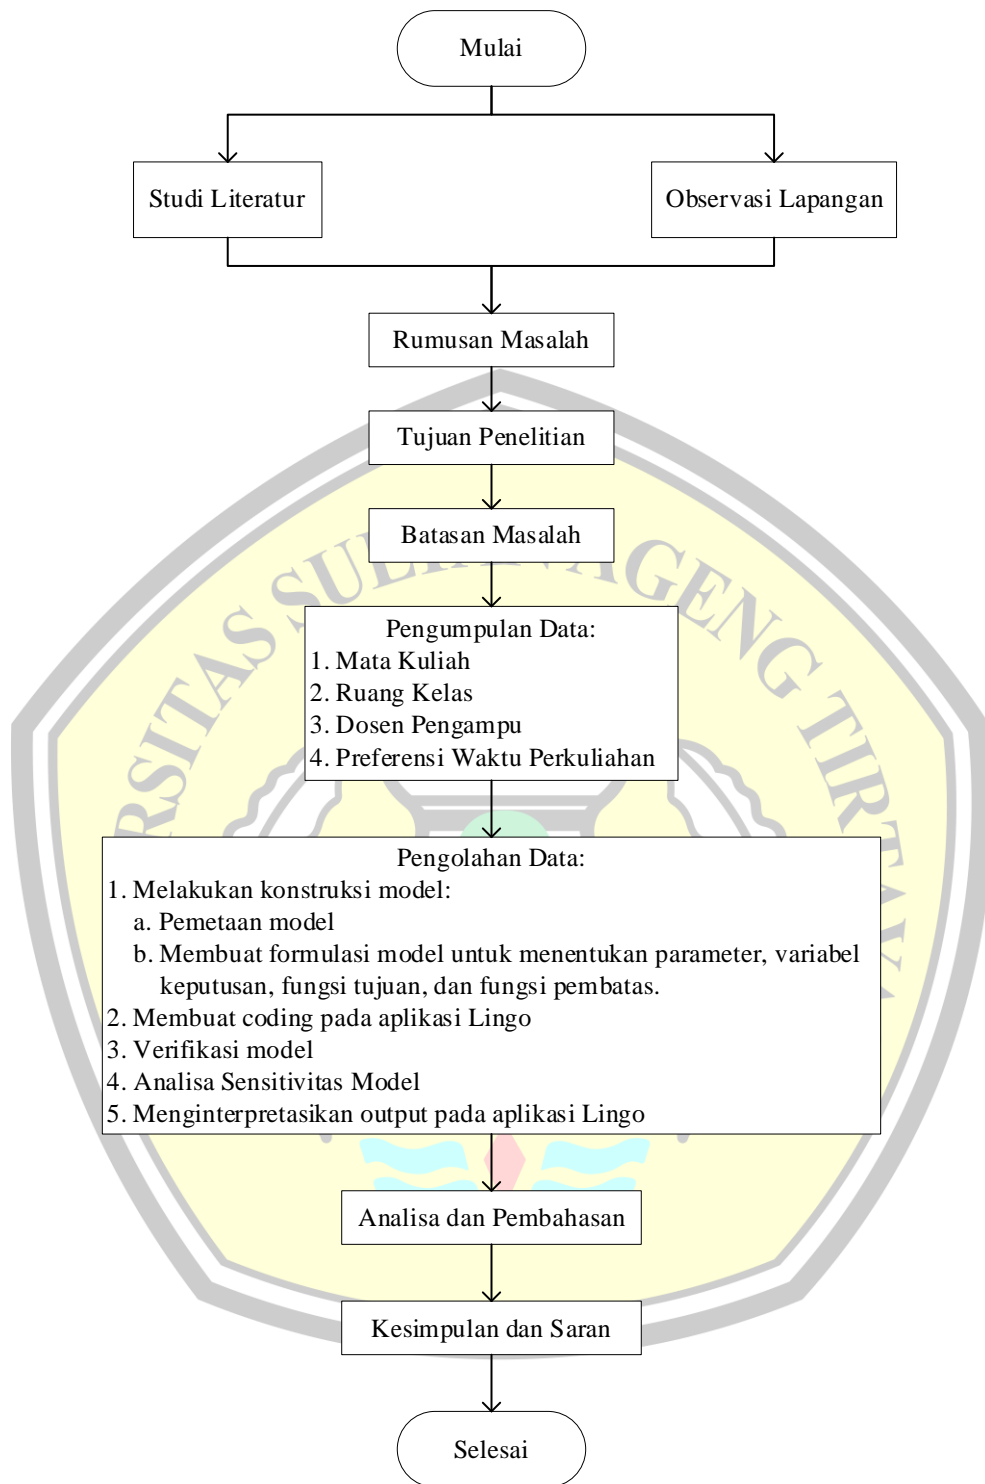 Mulai
Studi Literatur
Observasi Lapangan
Rumusan Masalah
Tujuan Penelitian
Batasan Masalah
Pengumpulan Data:
1. Mata Kuliah
2. Ruang Kelas
3. Dosen Pengampu
4. Preferensi Waktu Perkuliahan
Pengolahan Data:
1. Melakukan konstruksi model:
a. Pemetaan model
b. Membuat formulasi model untuk menentukan parameter, variabel
keputusan, fungsi tujuan, dan fungsi pembatas.
2. Membuat coding pada aplikasi Lingo
3. Verifikasi model
4. Analisa Sensitivitas Model
5. Menginterpretasikan output pada aplikasi Lingo
Analisa dan Pembahasan
Kesimpulan dan Saran
Selesai
AGENG